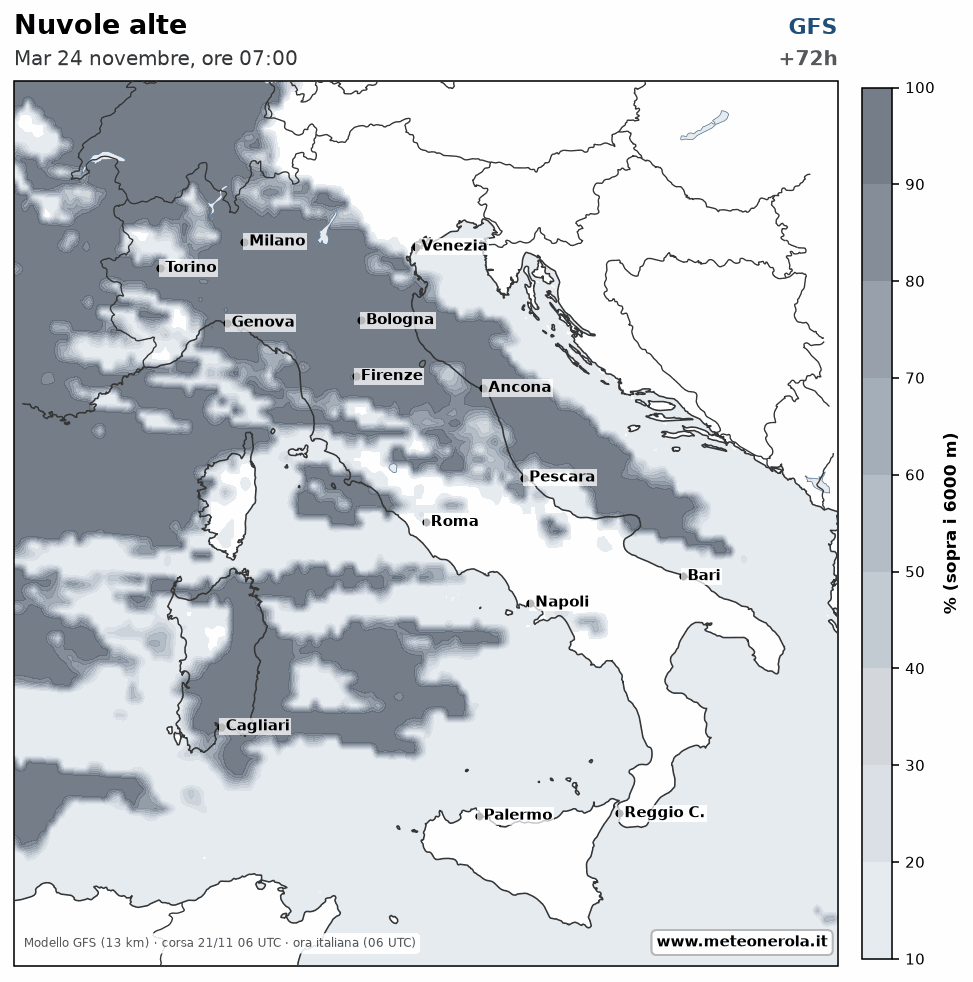 Nuvole alte
GFS
Mar 24 novembre, ore 07:00
+72h
100
90
80
70
60
50
40
30
20
10
% (sopra i 6000 m)
Milano
Venezia
Torino
Genova
Bologna
Firenze
Ancona
Pescara
Roma
Bari
Napoli
Cagliari
Palermo
Reggio C.
Modello GFS (13 km) · corsa 21/11 06 UTC · ora italiana (06 UTC)
www.meteonerola.it